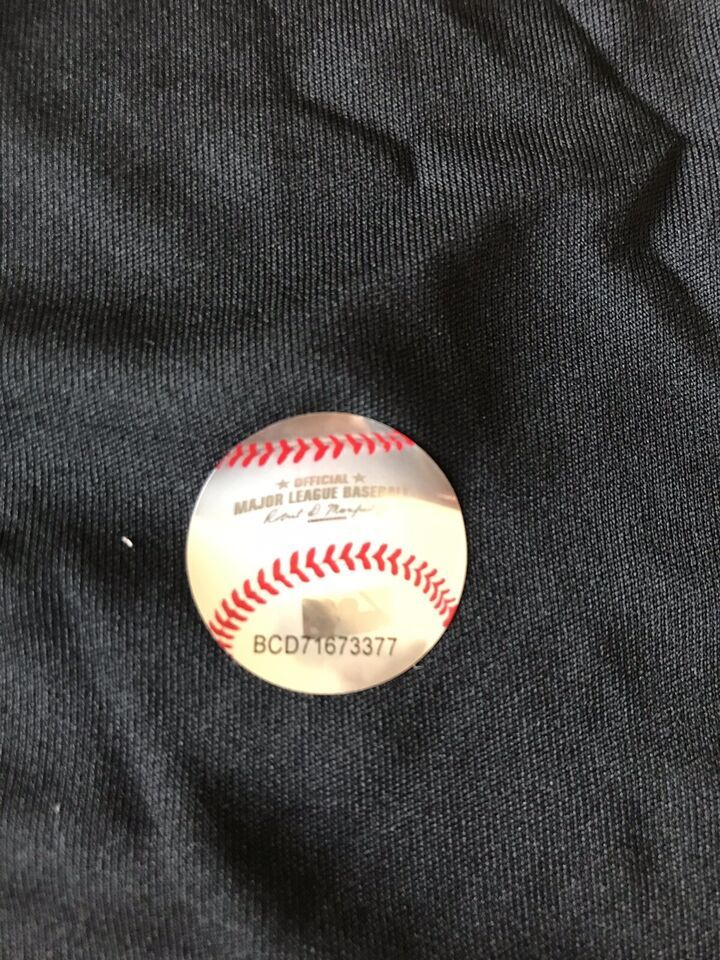 ★ OFFICIAL ★
MAJOR LEAGUE BASEBALL
BCD71673377